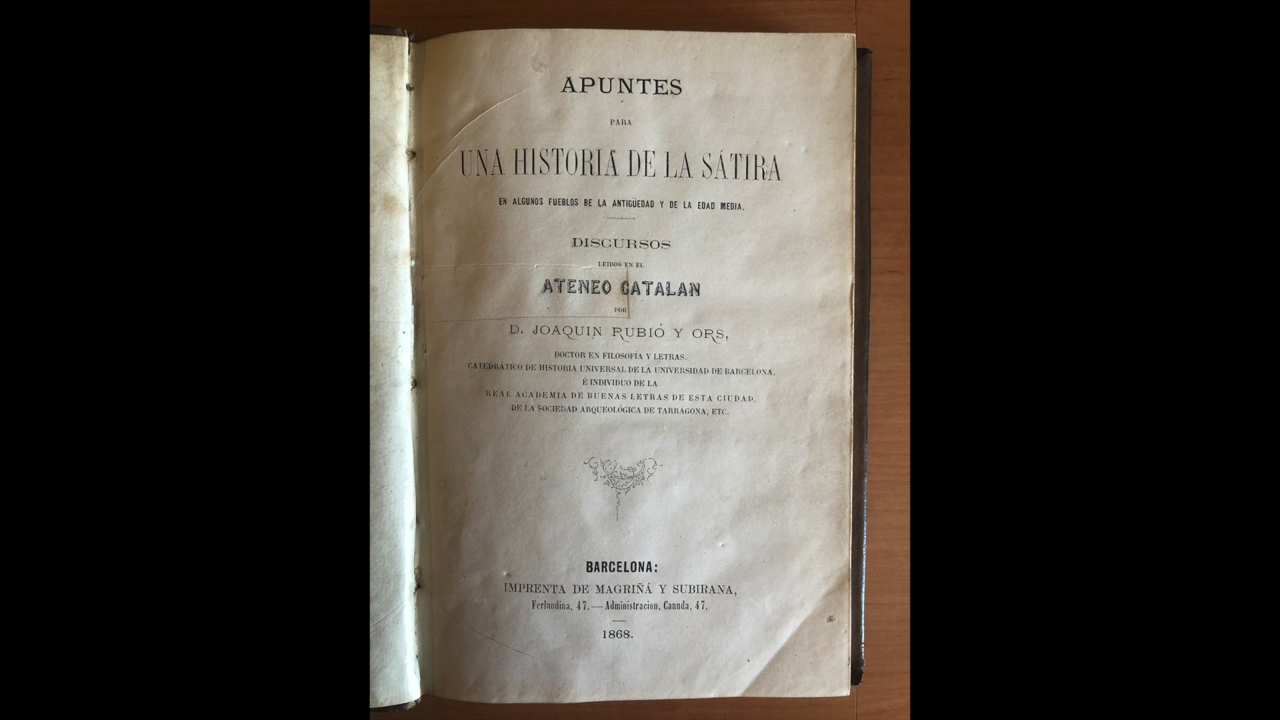 APUNTES
PARA
UNA HISTORIA DE LA SÁTIRA
EN ALGUNOS PUEBLOS DE LA ANTIGÜEDAD Y DE LA EDAD MEDIA.
DISCURSOS
LEIDOS EN EL
ATENEO CATALAN
POR
D. JOAQUIN RUBIÓ Y ORS,
DOCTOR EN FILOSOFÍA Y LETRAS.
CATEDRÁTICO DE HISTORIA UNIVERSAL DE LA UNIVERSIDAD DE BARCELONA.
É INDIVIDUO DE LA
REAL ACADEMIA DE BUENAS LETRAS DE ESTA CIUDAD,
DE LA SOCIEDAD ARQUEOLÓGICA DE TARRAGONA, ETC.
BARCELONA:
IMPRENTA DE MAGRIÑÁ Y SUBIRANA,
Ferlandina, 47.—Administracion, Canuda, 47.
1868.